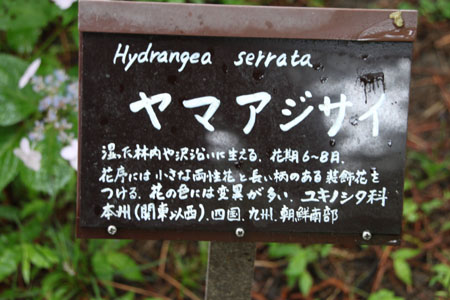 Hydrangea serrata
ヤマアジサイ
湿った林内や沢沿いに生える. 花期6~8月.
花序には小さな両性花と長い柄のある装飾花を
つける. 花の色には変異が多い. ユキノシタ科
本州(関東以西). 四国. 九州. 朝鮮南部